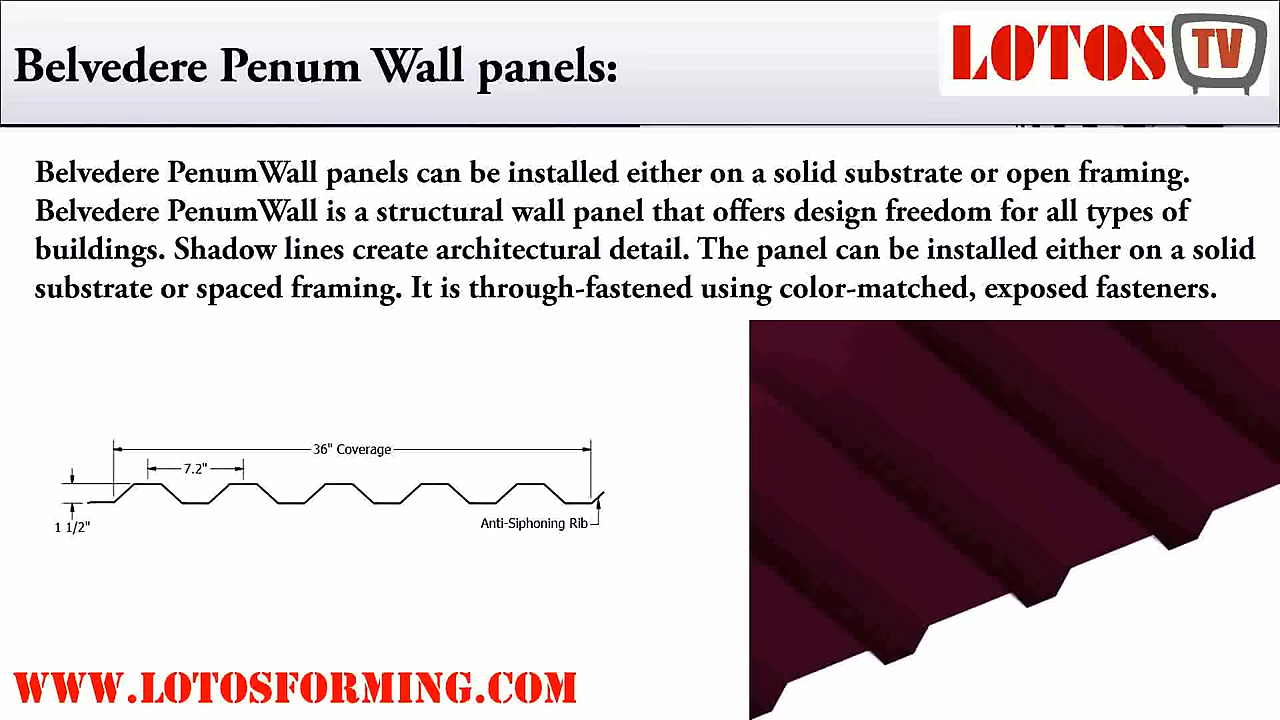 Belvedere Penum Wall panels:
LOTOS TV
Belvedere PenumWall panels can be installed either on a solid substrate or open framing.
Belvedere PenumWall is a structural wall panel that offers design freedom for all types of
buildings. Shadow lines create architectural detail. The panel can be installed either on a solid
substrate or spaced framing. It is through-fastened using color-matched, exposed fasteners.
36" Coverage
7.2"
1 1/2"
Anti-Siphoning Rib
WWW.LOTOSFORMING.COM